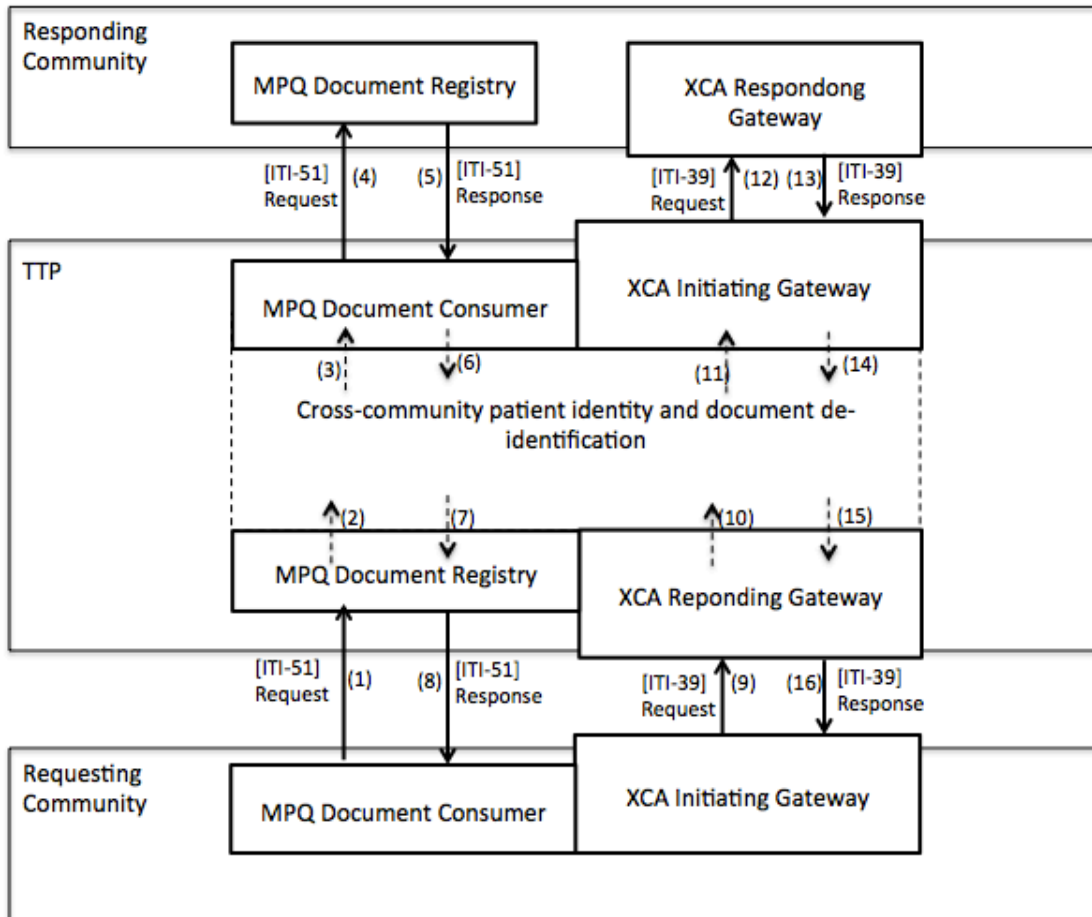 Responding
Community
MPQ Document Registry
XCA Respondong
Gateway
[ITI-51]
Request
(4)
(5)
[ITI-51]
Response
[ITI-39]
Request
(12)
(13)
[ITI-39]
Response
TTP
MPQ Document Consumer
XCA Initiating Gateway
(3)
(6)
(11)
(14)
Cross-community patient identity and document de-
identification
(2)
(7)
(10)
(15)
MPQ Document Registry
XCA Reponding Gateway
[ITI-51]
Request
(1)
(8)
[ITI-51]
Response
[ITI-39]
Request
(9)
(16)
[ITI-39]
Response
Requesting
Community
MPQ Document Consumer
XCA Initiating Gateway